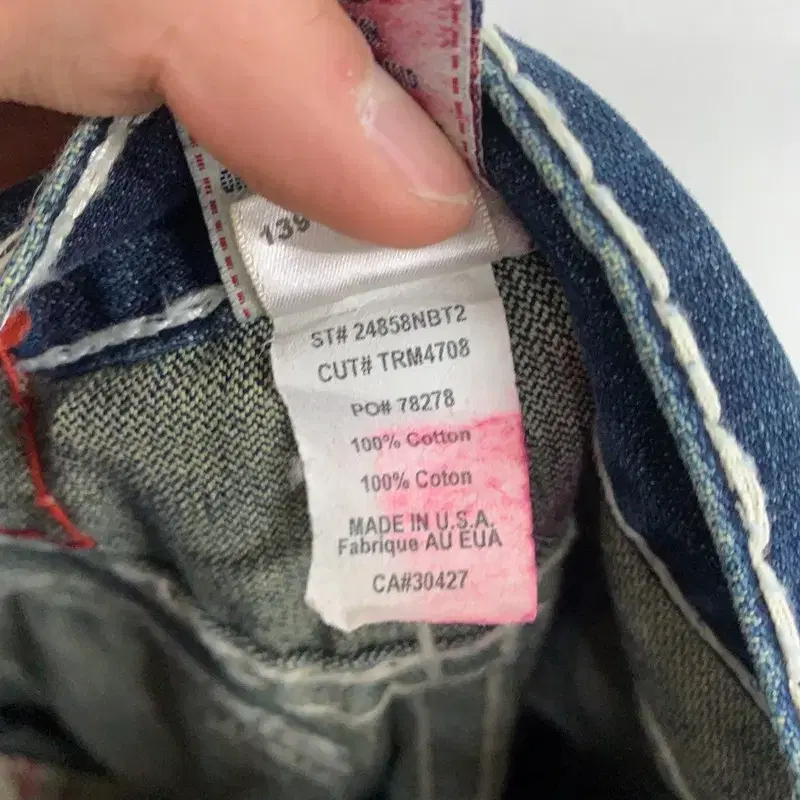 139
ST# 24858NBT2
CUT# TRM4708
PO# 78278
100% Cotton
100% Coton
MADE IN U.S.A.
Fabrique AU EUA
CA#30427